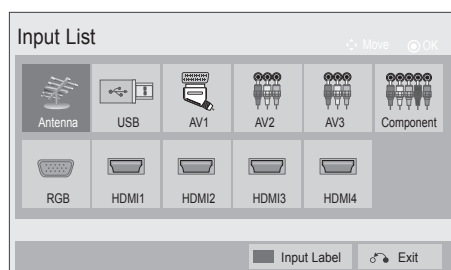 Input List
Move OK
Antenna USB AV1 AV2 AV3 Component
RGB HDMI1 HDMI2 HDMI3 HDMI4
Input Label Exit